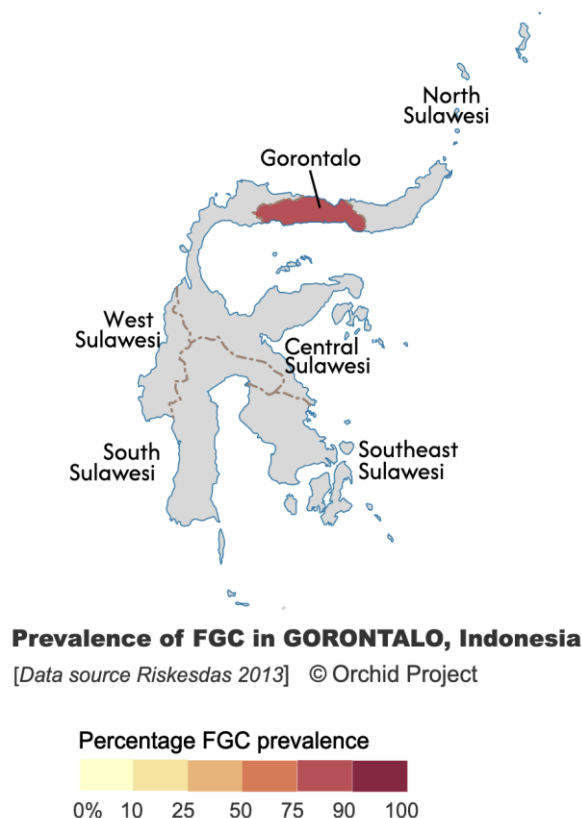 North
Sulawesi
Gorontalo
West
Sulawesi
Central
Sulawesi
South
Sulawesi
Southeast
Sulawesi
Prevalence of FGC in GORONTALO, Indonesia
[Data source Riskesdas 2013] © Orchid Project
Percentage FGC prevalence
0% 10 25 50 75 90 100